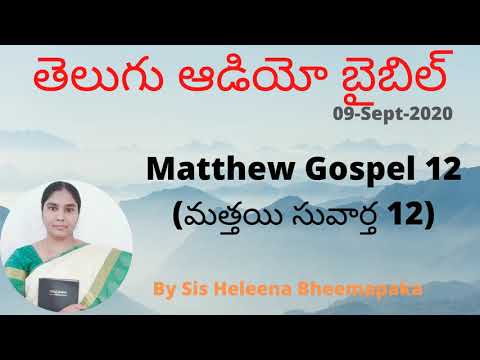 తెలుగు ఆడియో బైబిల్
09-Sept-2020
Matthew Gospel 12
(మత్తయి సువార్త 12)
By Sis Heleena Bheemapaka